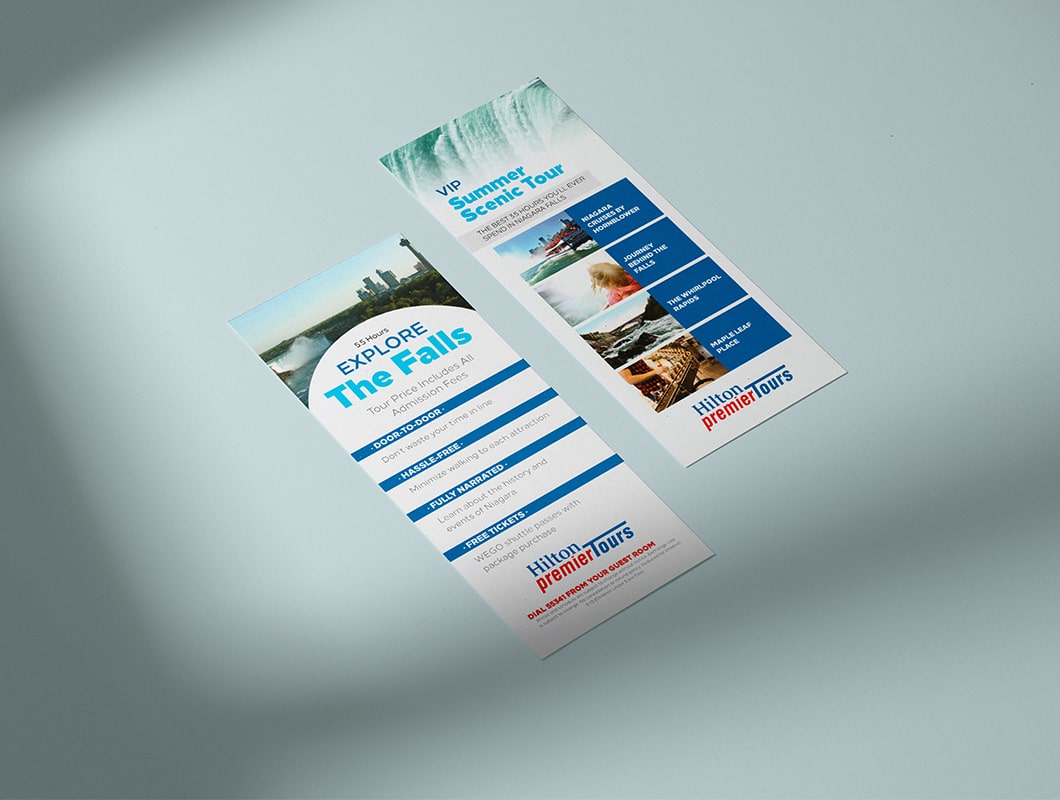 5.5 Hours
EXPLORE
The Falls
Tour Price Includes All
Admission Fees
· DOOR-TO-DOOR ·
Don't waste your time in line
· HASSLE-FREE ·
Minimize walking to each attraction
· FULLY NARRATED ·
Learn about the history and
events of Niagara
· FREE TICKETS ·
WEGO shuttle passes with
package purchase
Hilton
premierTours
DIAL 55341 FROM YOUR GUEST ROOM
VIP
Summer
Scenic Tour
THE BEST 3.5 HOURS YOU'LL EVER
SPEND IN NIAGARA FALLS
NIAGARA
CRUISES BY
HORNBLOWER
JOURNEY
BEHIND THE
FALLS
THE WHIRLPOOL
RAPIDS
MAPLE LEAF
PLACE
Hilton
premierTours